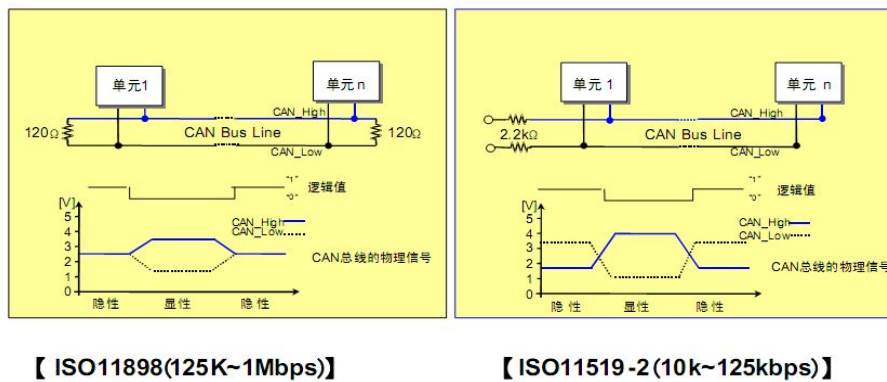 单元1
单元 n
CAN_High
120Ω
CAN Bus Line
120Ω
CAN_Low
"1"
"0"
逻辑值
[V]
5
4
3
2
1
0
CAN_High
CAN_Low
CAN总线的物理信号
隐性
显性
隐性
【 ISO11898(125K~1Mbps)】
单元 1
单元 n
CAN_High
2.2kΩ
CAN Bus Line
CAN_Low
"1"
"0"
逻辑值
[V]
5
4
3
2
1
0
CAN_High
CAN_Low
CAN总线的物理信号
隐性
显性
隐性
【 ISO11519-2(10k~125kbps)】